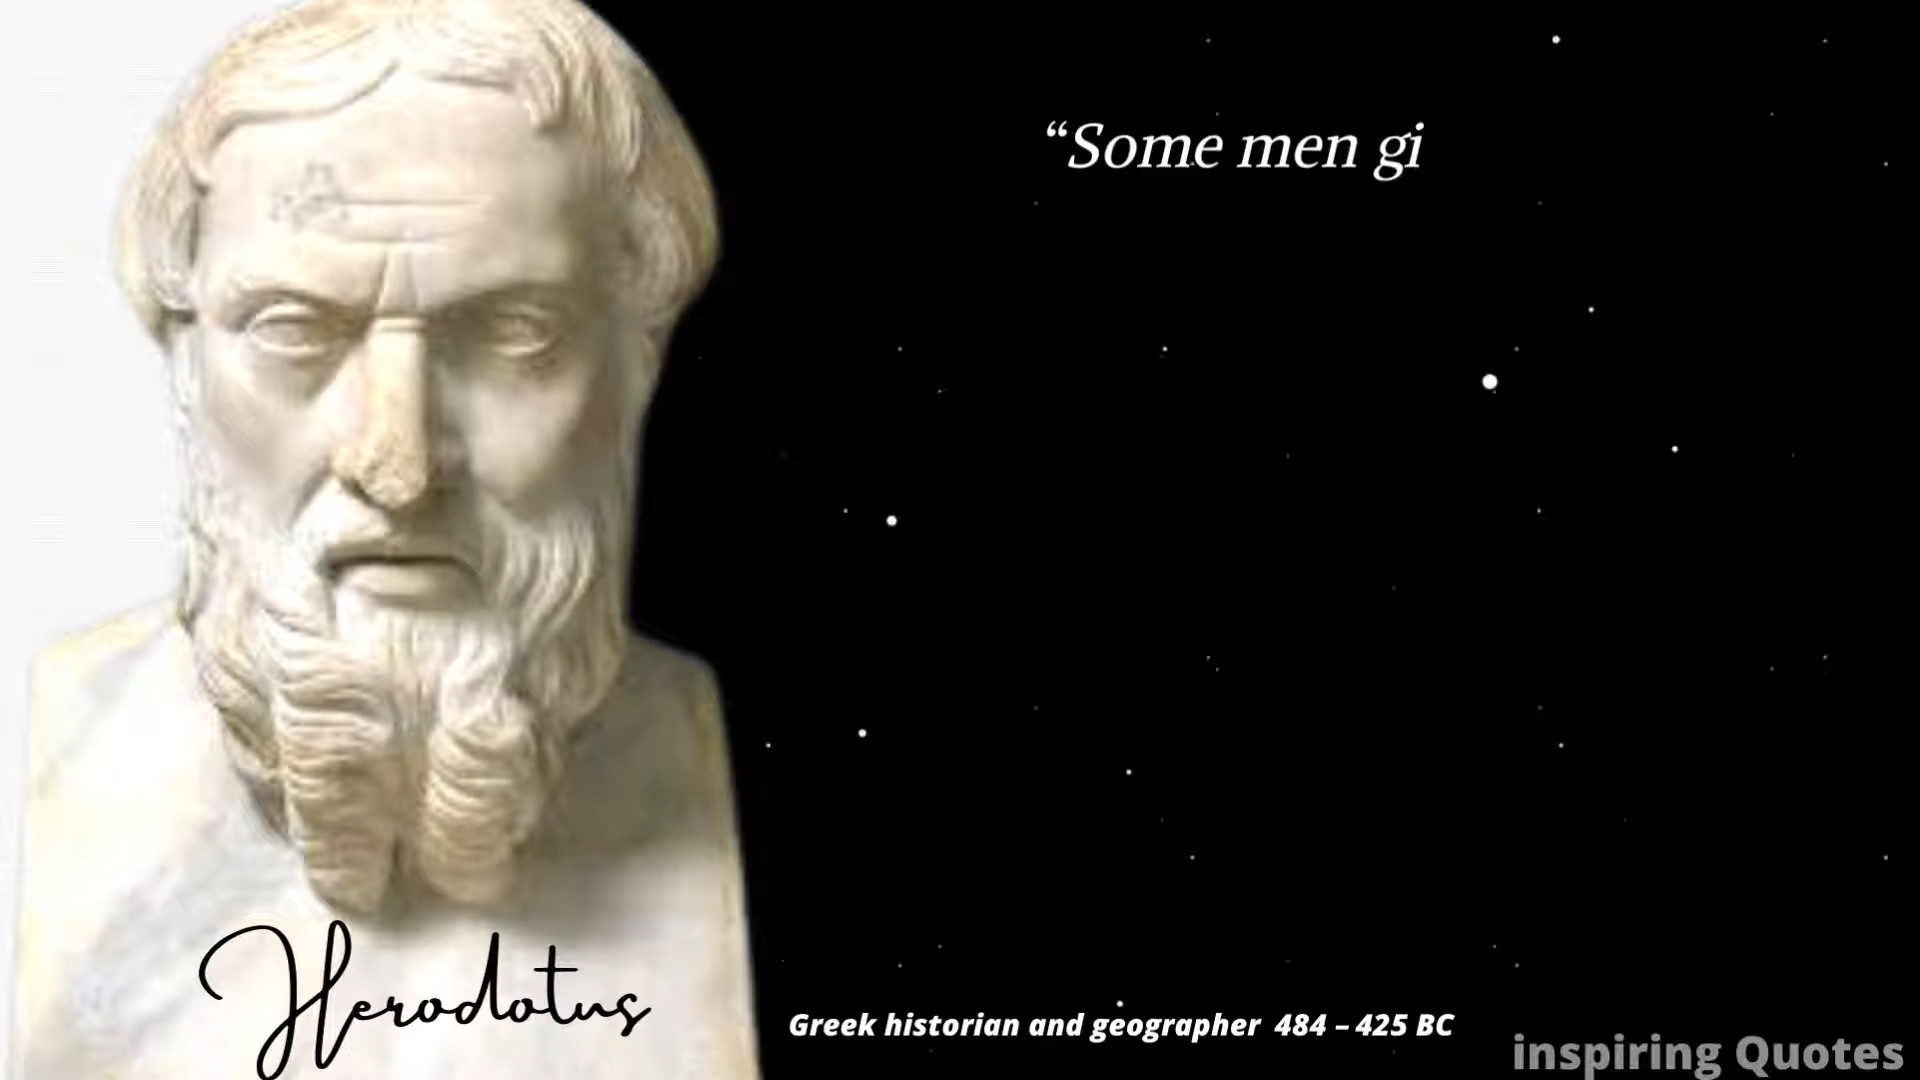 “Some men gi
Herodotus
Greek historian and geographer 484 – 425 BC
inspiring Quotes